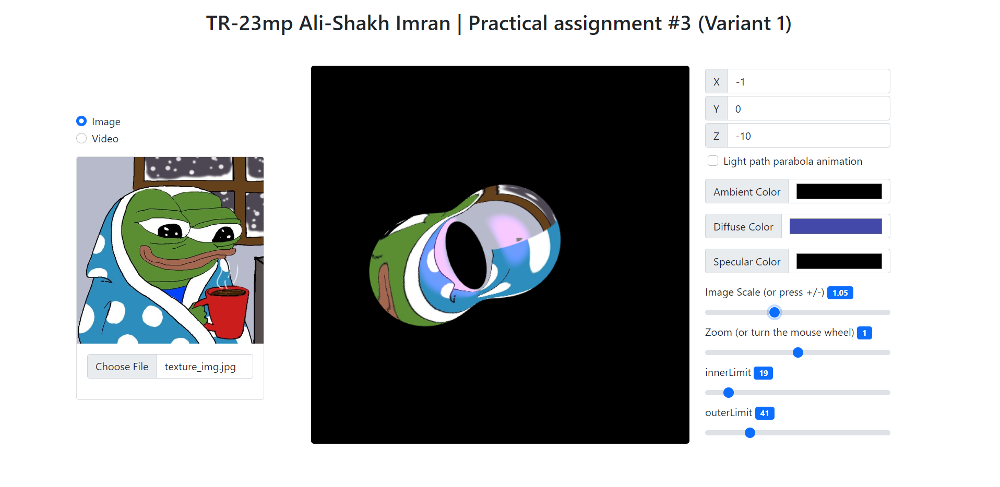 TR-23mp Ali-Shakh Imran | Practical assignment #3 (Variant 1)
Image
Video
Choose File texture_img.jpg
X -1
Y 0
Z -10
Light path parabola animation
Ambient Color
Diffuse Color
Specular Color
Image Scale (or press +/-) 1.05
Zoom (or turn the mouse wheel) 1
innerLimit 19
outerLimit 41